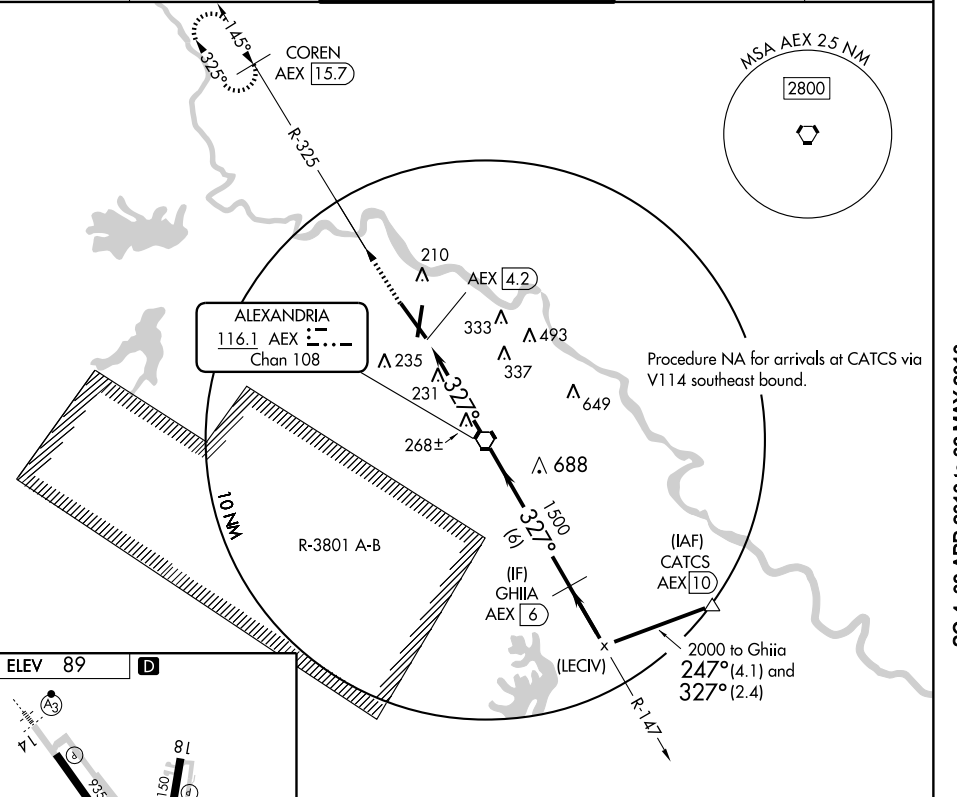 145°
325°
COREN
AEX 15.7
R-325
MSA AEX 25 NM
2800
210
AEX 4.2
ALEXANDRIA
116.1 AEX
Chan 108
333
493
337
235
231
649
327°
268±
688
Procedure NA for arrivals at CATCS via
V114 southeast bound.
10 NM
R-3801 A-B
1500
327°
(6)
(IF)
GHIIA
AEX 6
(IAF)
CATCS
AEX 10
(LECIV)
2000 to Ghiia
247° (4.1) and
327° (2.4)
R-147
ELEV 89
D
A3
14
P
935
18
150
P